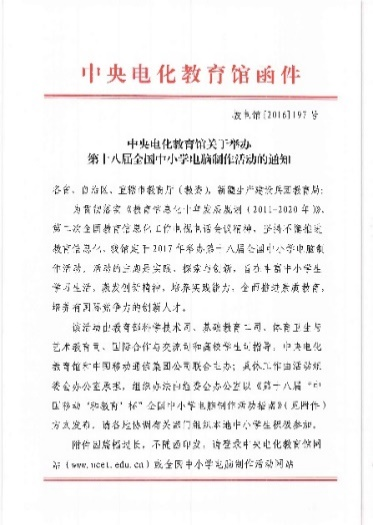 中央电化教育馆函件
教电馆[2016]197号
中央电化教育馆关于举办
第十八届全国中小学电脑制作活动的通知
各省、自治区、直辖市教育厅（教委），新疆生产建设兵团教育局：
为贯彻落实《教育信息化十年发展规划（2011-2020年）》、
第二次全国教育信息化工作电视电话会议精神，坚持不懈推动
教育信息化，我馆定于2017年举办第十八届全国中小学电脑制
作活动。活动的主题是实践、探索与创新，旨在丰富中小学生
学习生活，激发创新精神，培养实践能力，全面推进素质教育，
培养有国际竞争力的创新人才。
该活动由教育部科学技术司、基础教育二司、体育卫生与
艺术教育司、国际合作与交流司和高校学生司指导，中央电化
教育馆和中国移动通信集团公司联合主办；具体工作由活动组
委会办公室承担，组织办法由组委会办公室以《第十八届“中
国移动‘和教育’杯”全国中小学电脑制作活动指南》（见附件）
方式发布，请各地协调有关部门组织本地中小学生积极参加。
附件因篇幅过长，不随函印发，请登录中央电化教育馆网
站（www.ncet.edu.cn）或全国中小学电脑制作活动网站